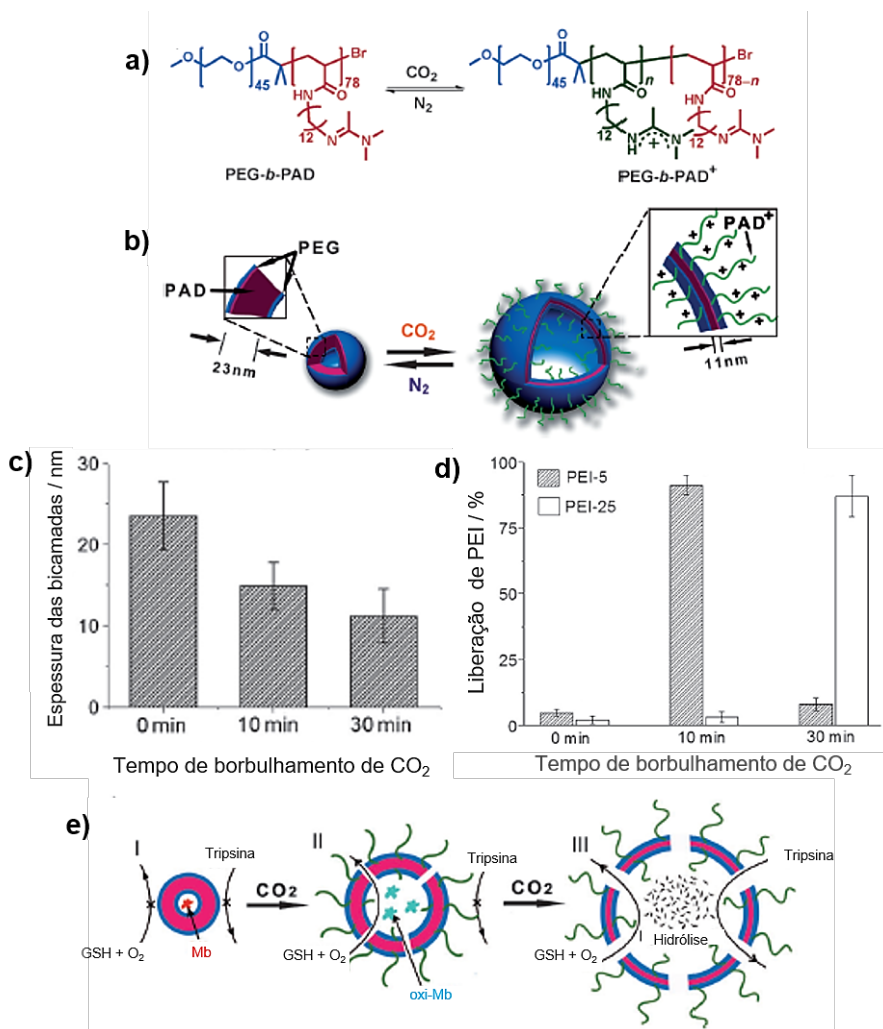 a)
O
O
45
O
78
Br
HN
O
12
N
N
PEG-b-PAD
CO2
N2
O
O
45
O
n
78–n
Br
HN
O
HN
O
12
N
H
+
N
12
N
N
PEG-b-PAD+
b)
PEG
PAD
23nm
CO2
N2
PAD+
+ + + + + + +
11nm
c)
Espessura das bicamadas / nm
30
20
10
0
0 min 10 min 30 min
Tempo de borbulhamento de CO2
d)
Liberação de PEI / %
100
75
50
25
0
PEI-5
PEI-25
0 min 10 min 30 min
Tempo de borbulhamento de CO2
e)
I
Tripsina
GSH + O2
Mb
CO2
II
Tripsina
GSH + O2
oxi-Mb
CO2
III
Tripsina
GSH + O2
Hidrólise